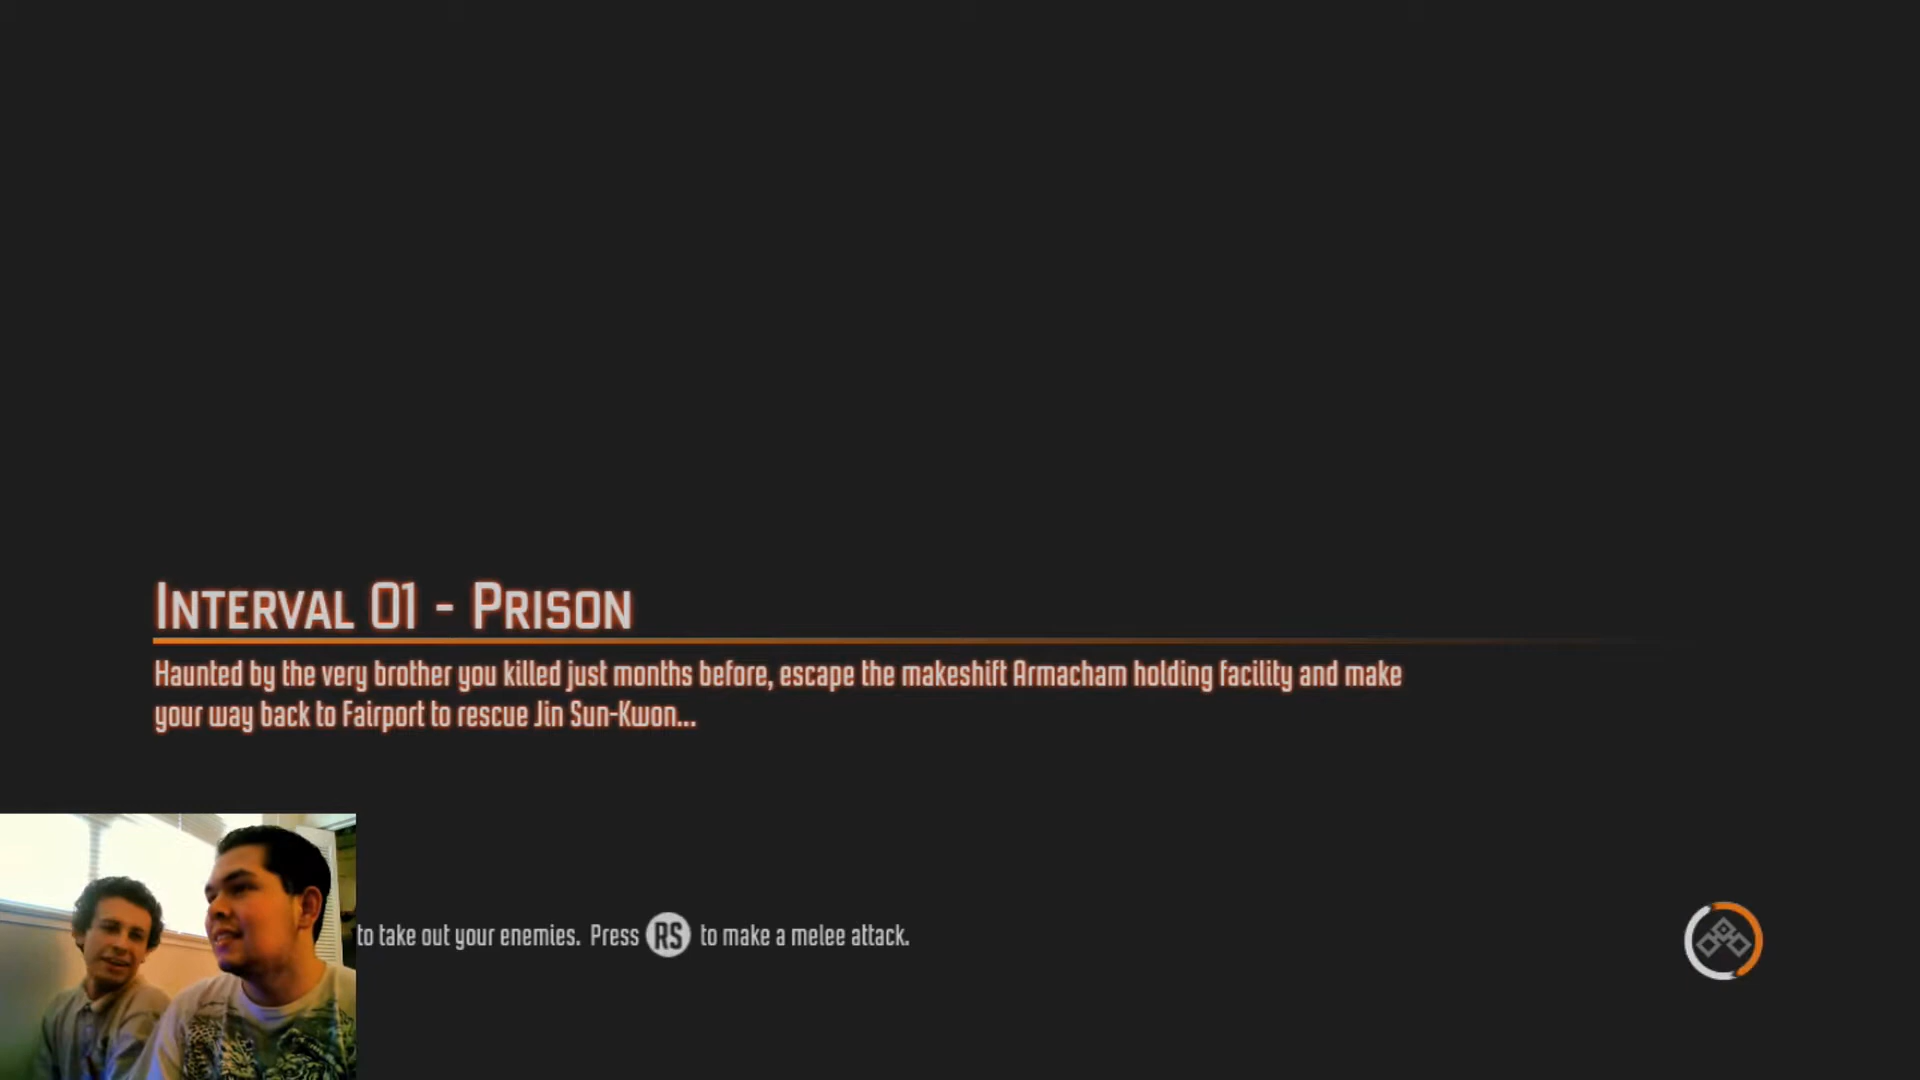 Interval 01 - Prison
Haunted by the very brother you killed just months before, escape the makeshift Armacham holding facility and make
your way back to Fairport to rescue Jin Sun-Kwon...
to take out your enemies. Press RS to make a melee attack.